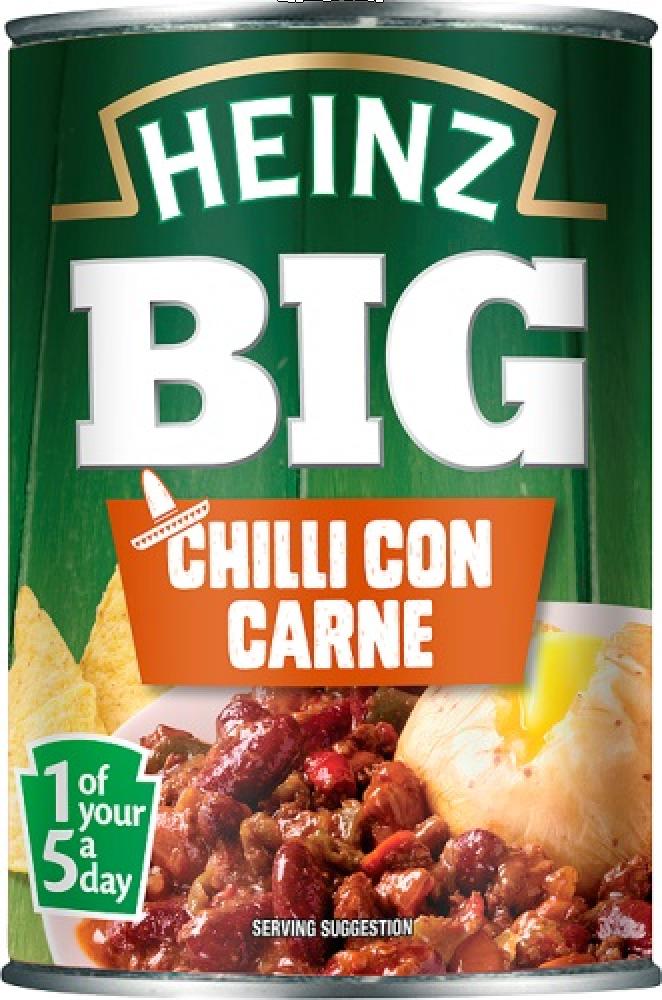 HEINZ
BIG
CHILLI CON
CARNE
1 of
your
5 a
day
SERVING SUGGESTION